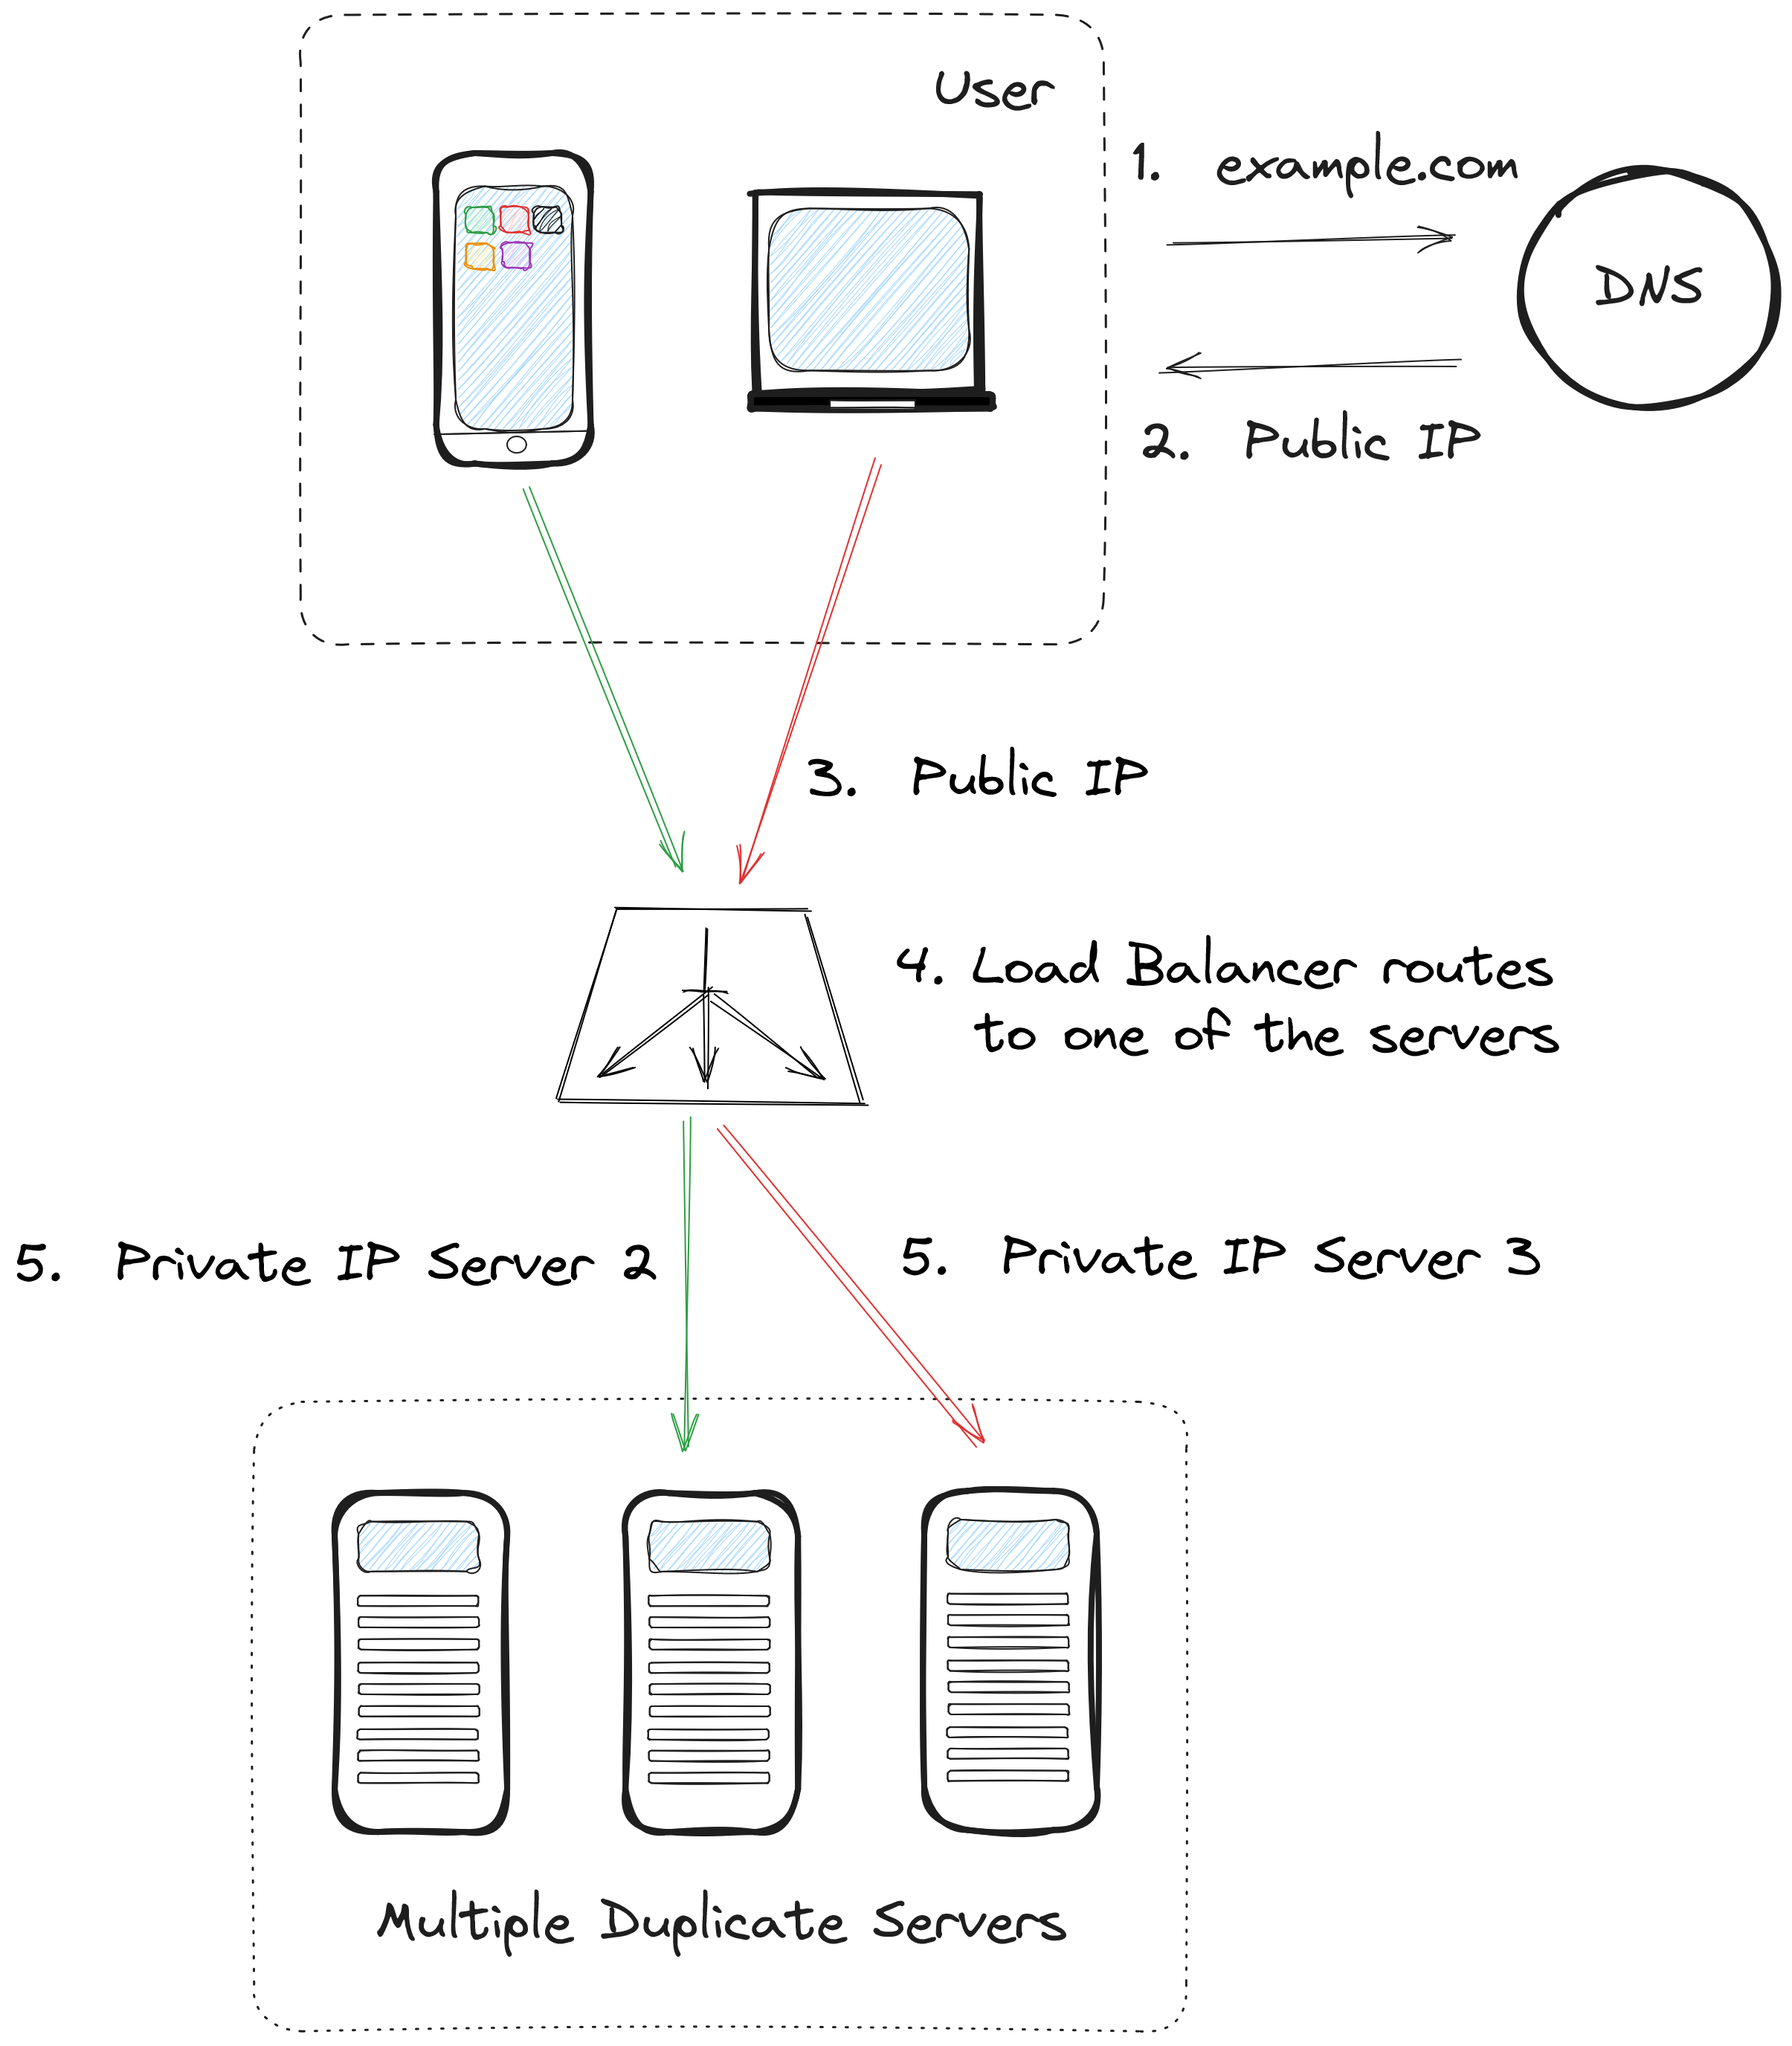 User
1. example.com
DNS
2. Public IP
3. Public IP
4. Load Balancer routes
to one of the servers
5. Private IP Server 2
5. Private IP Server 3
Multiple Duplicate Servers